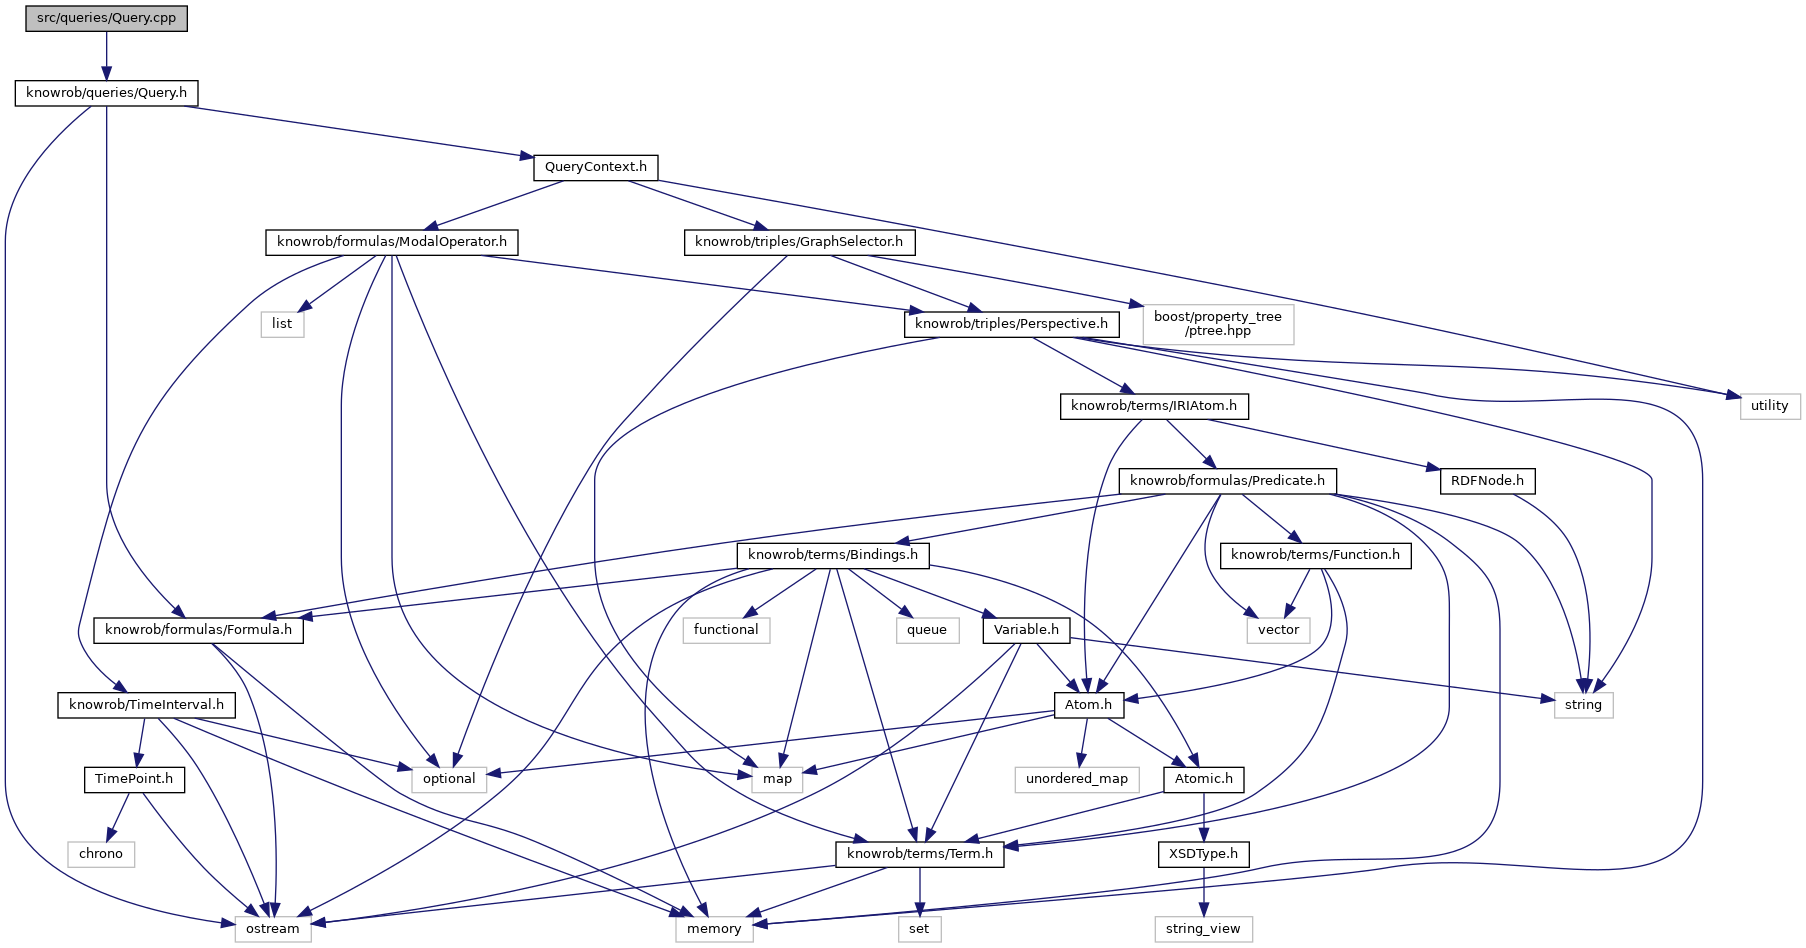 src/queries/Query.cpp
knowrob/queries/Query.h
QueryContext.h
knowrob/formulas/ModalOperator.h
knowrob/triples/GraphSelector.h
list
knowrob/triples/Perspective.h
boost/property_tree
/ptree.hpp
knowrob/terms/IRIAtom.h
utility
knowrob/formulas/Predicate.h
RDFNode.h
knowrob/terms/Bindings.h
knowrob/terms/Function.h
knowrob/formulas/Formula.h
functional
queue
Variable.h
vector
knowrob/TimeInterval.h
Atom.h
string
TimePoint.h
optional
map
unordered_map
Atomic.h
chrono
knowrob/terms/Term.h
XSDType.h
ostream
memory
set
string_view